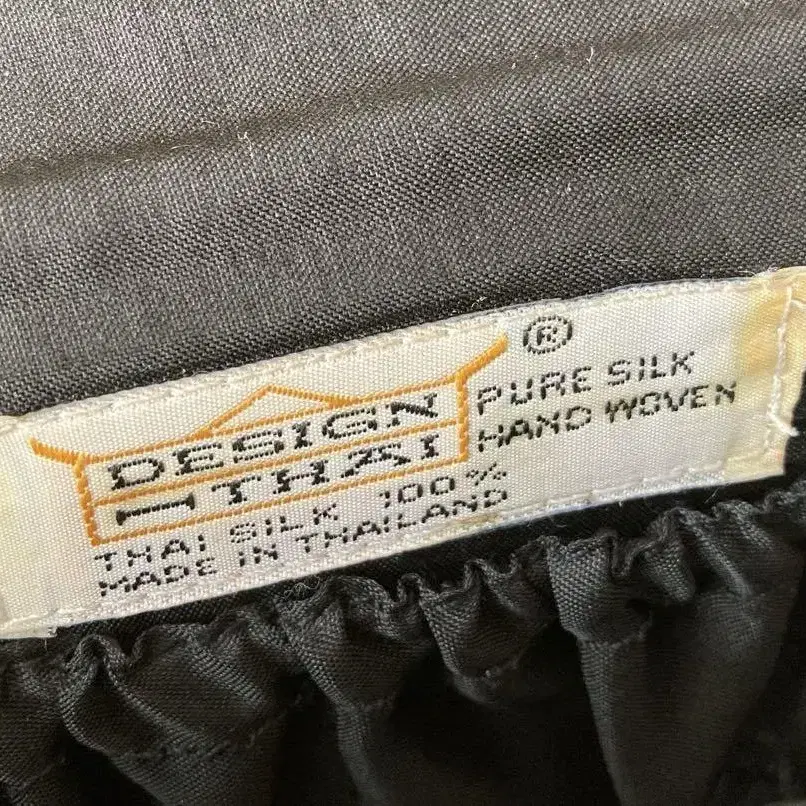 DESIGN
THAI
®
PURE SILK
HAND WOVEN
THAI SILK 100%
MADE IN THAILAND